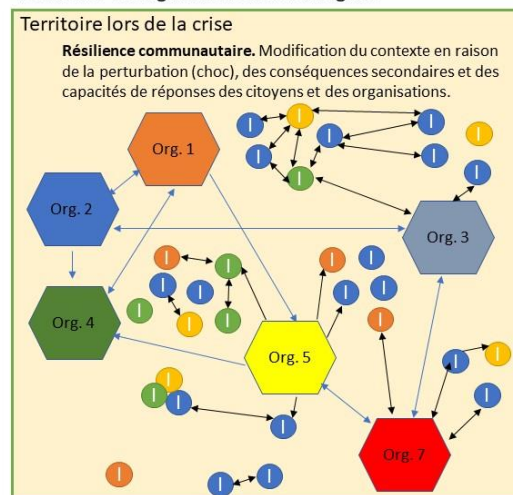 Territoire lors de la crise
Résilience communautaire. Modification du contexte en raison
de la perturbation (choc), des conséquences secondaires et des
capacités de réponses des citoyens et des organisations.
I
I
I
I
I
I
I
I
I
Org. 1
Org. 2
Org. 3
I
I
I
I
I
I
I
I
I
I
I
I
I
Org. 4
Org. 5
I
I
I
I
I
I
I
I
Org. 7
I
I
I